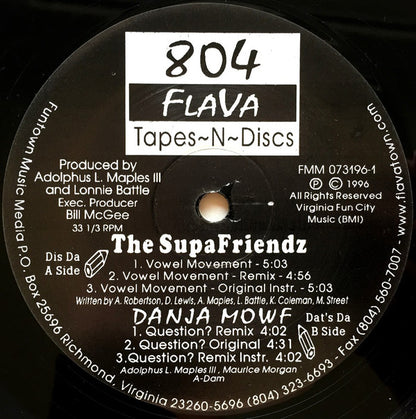 804
FLAVA
Tapes~N~Discs
Produced by
Adolphus L. Maples III
and Lonnie Battle
Exec. Producer
Bill McGee
33 1/3 RPM
FMM 073196-1
Ⓟ © 1996
All Rights Reserved
Virginia Fun City
Music (BMI)
The SupaFriendz
Dis Da
A Side
1. Vowel Movement - 5:03
2. Vowel Movement - Remix - 4:56
3. Vowel Movement - Original Instr. - 5:03
Written by A. Robertson, D. Lewis, A. Maples, L. Battle, K. Coleman, M. Street
DANJA MOWF
Dat's Da
B Side
1. Question? Remix 4:02
2. Question? Original 4:31
3.Question? Remix Instr. 4:02
Adolphus L. Maples III , Maurice Morgan
A-Dam
Funtown Music Media P.O. Box 25696 Richmond, Virginia 23260-5696 (804) 323-6693 - Fax (804) 560-7007 - www.flavatown.com